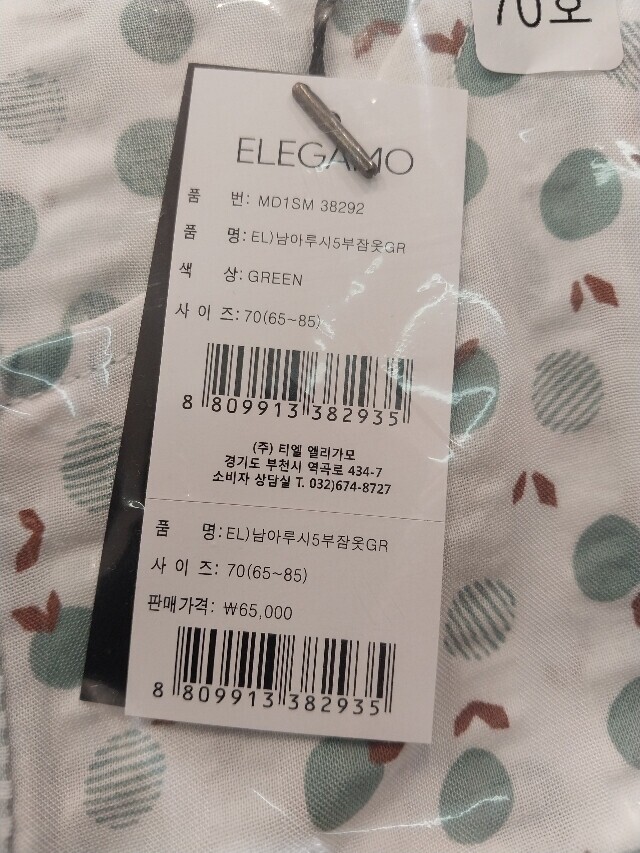 70호
ELEGAMO
품 번: MD1SM 38292
품 명: EL)남아루시5부잠옷GR
색 상: GREEN
사 이 즈: 70(65~85)
8 809913 382935
(주) 티엘 엘리가모
경기도 부천시 역곡로 434-7
소비자 상담실 T. 032)674-8727
품 명: EL)남아루시5부잠옷GR
사 이 즈: 70(65~85)
판매가격: ₩65,000
8 809913 382935